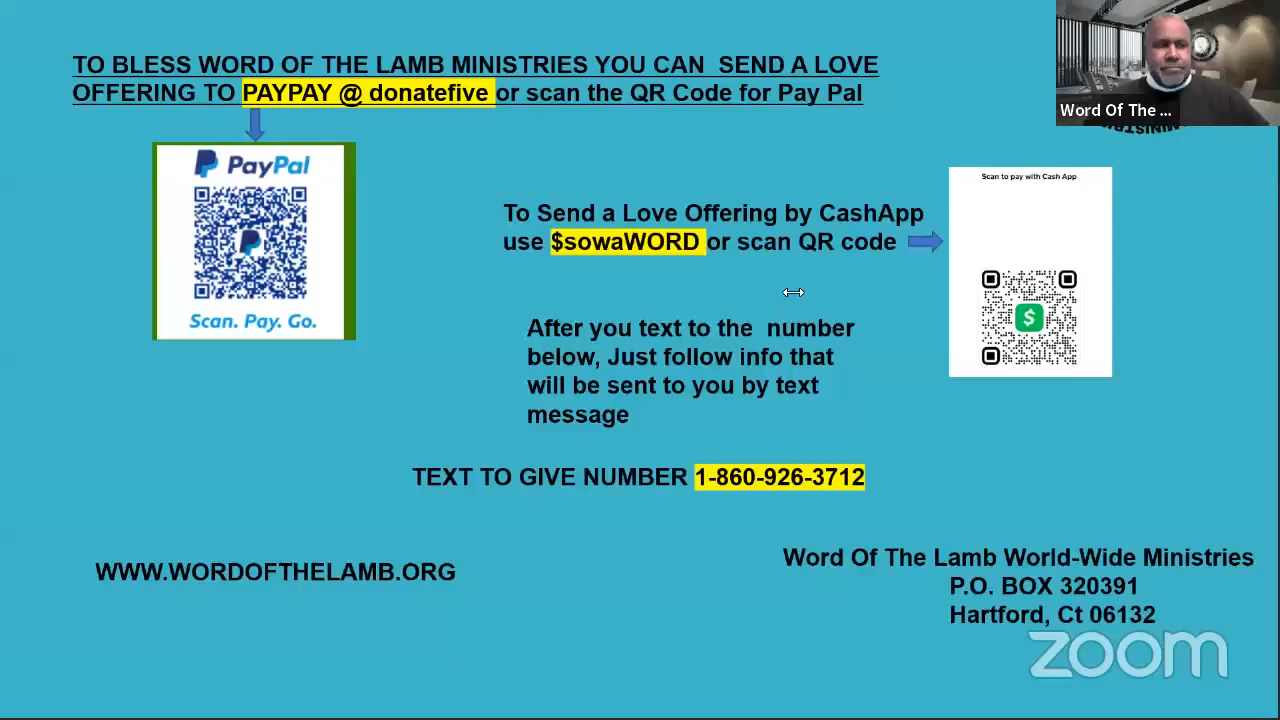 TO BLESS WORD OF THE LAMB MINISTRIES YOU CAN SEND A LOVE
OFFERING TO PAYPAY @ donatefive or scan the QR Code for Pay Pal
Word Of The ...
MINISTRI
PayPal
Scan. Pay. Go.
To Send a Love Offering by CashApp
use $sowaWORD or scan QR code
Scan to pay with Cash App
$
After you text to the number
below, Just follow info that
will be sent to you by text
message
TEXT TO GIVE NUMBER 1-860-926-3712
WWW.WORDOFTHELAMB.ORG
Word Of The Lamb World-Wide Ministries
P.O. BOX 320391
Hartford, Ct 06132
zoom